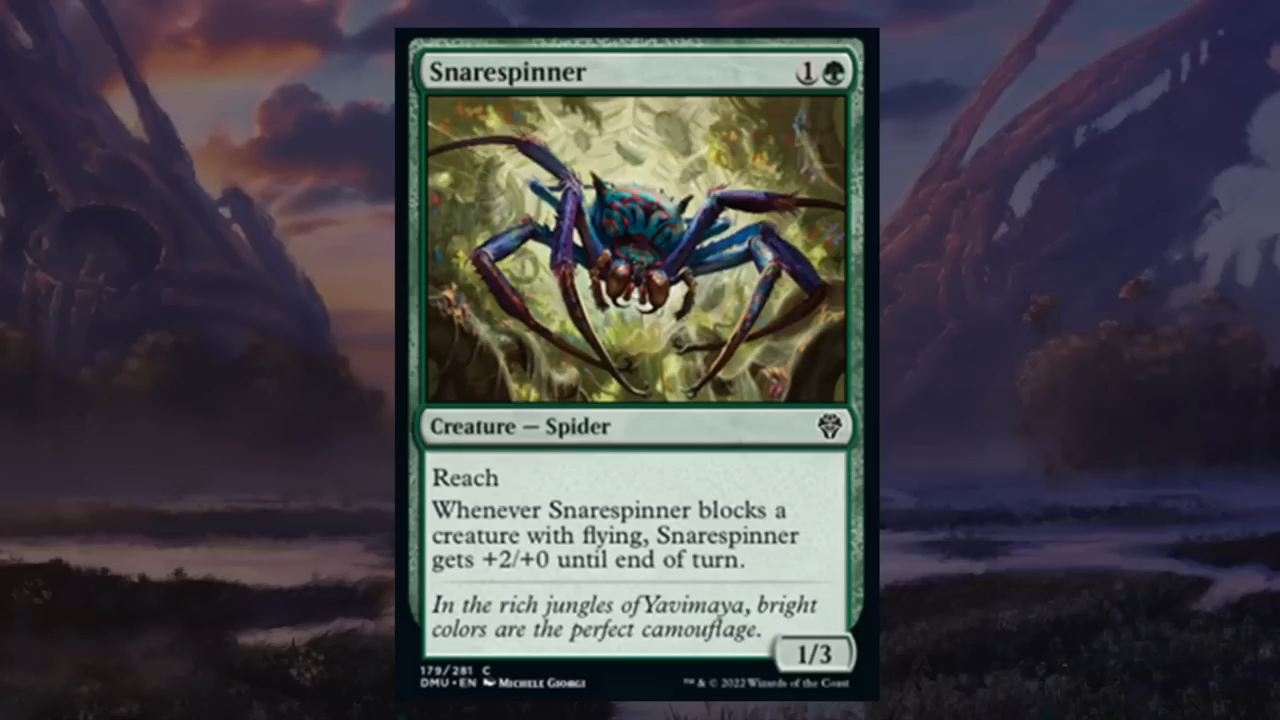 Snarespinner 1
Creature — Spider
Reach
Whenever Snarespinner blocks a
creature with flying, Snarespinner
gets +2/+0 until end of turn.
In the rich jungles of Yavimaya, bright
colors are the perfect camouflage.
1/3
179/281 C
DMU • EN Michele Giorgi
™ & © 2022 Wizards of the Coast